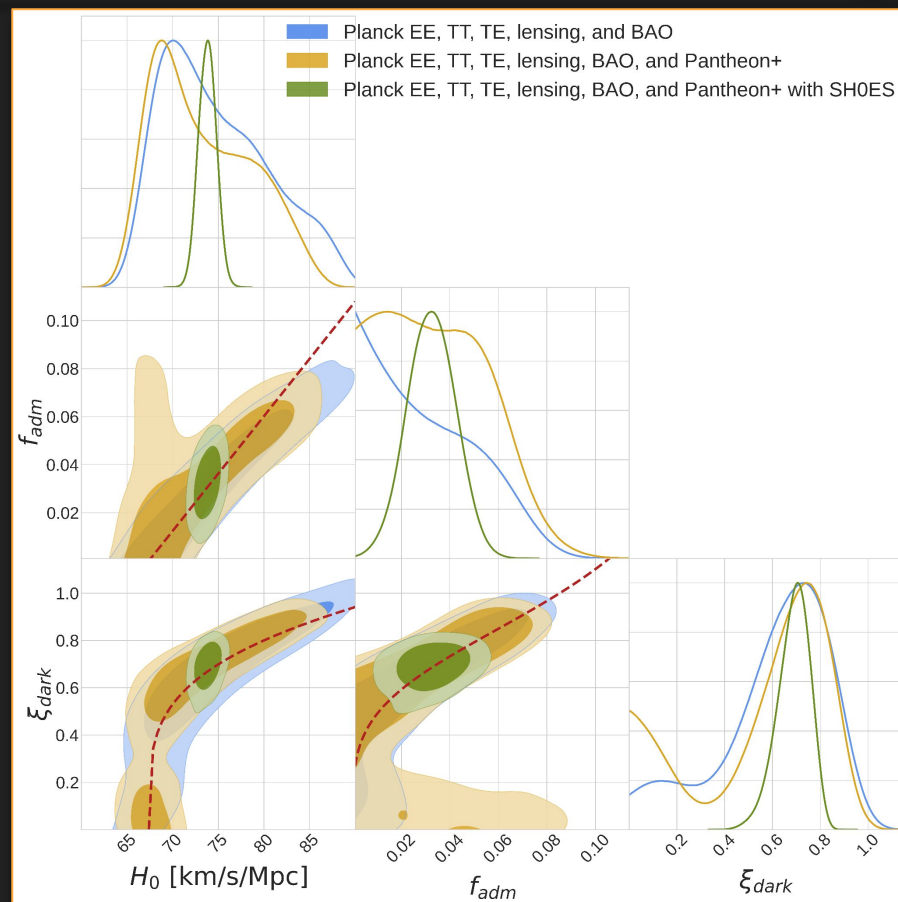 Planck EE, TT, TE, lensing, and BAO
Planck EE, TT, TE, lensing, BAO, and Pantheon+
Planck EE, TT, TE, lensing, BAO, and Pantheon+ with SH0ES
0.10
0.08
0.06
0.04
0.02
f_adm
1.0
0.8
0.6
0.4
0.2
ξ_dark
65 70 75 80 85
H₀ [km/s/Mpc]
0.02 0.04 0.06 0.08 0.10
f_adm
0.2 0.4 0.6 0.8 1.0
ξ_dark